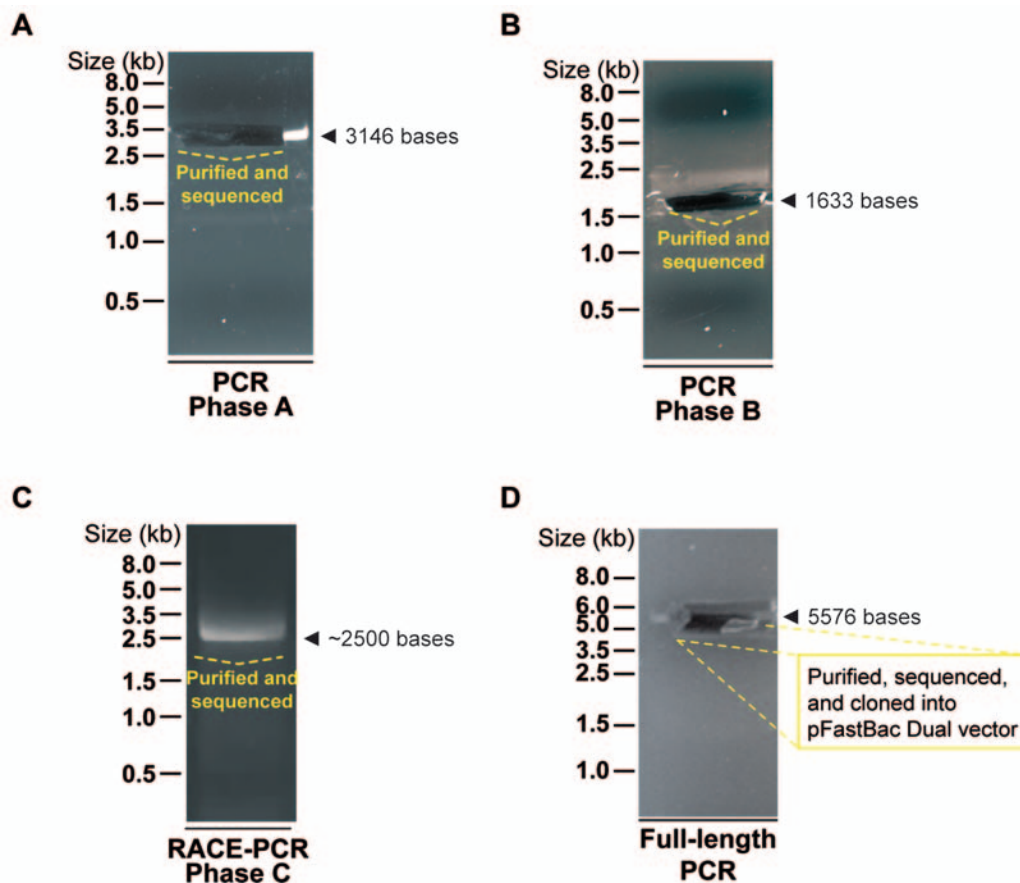 A
Size (kb)
8.0
5.0
3.5
2.5
1.5
1.0
0.5
3146 bases
Purified and
sequenced
PCR
Phase A
B
Size (kb)
8.0
5.0
3.5
2.5
1.5
1.0
0.5
1633 bases
Purified and
sequenced
PCR
Phase B
C
Size (kb)
8.0
5.0
3.5
2.5
1.5
1.0
0.5
~2500 bases
Purified and
sequenced
RACE-PCR
Phase C
D
Size (kb)
8.0
6.0
5.0
3.5
2.5
1.5
1.0
5576 bases
Purified, sequenced,
and cloned into
pFastBac Dual vector
Full-length
PCR